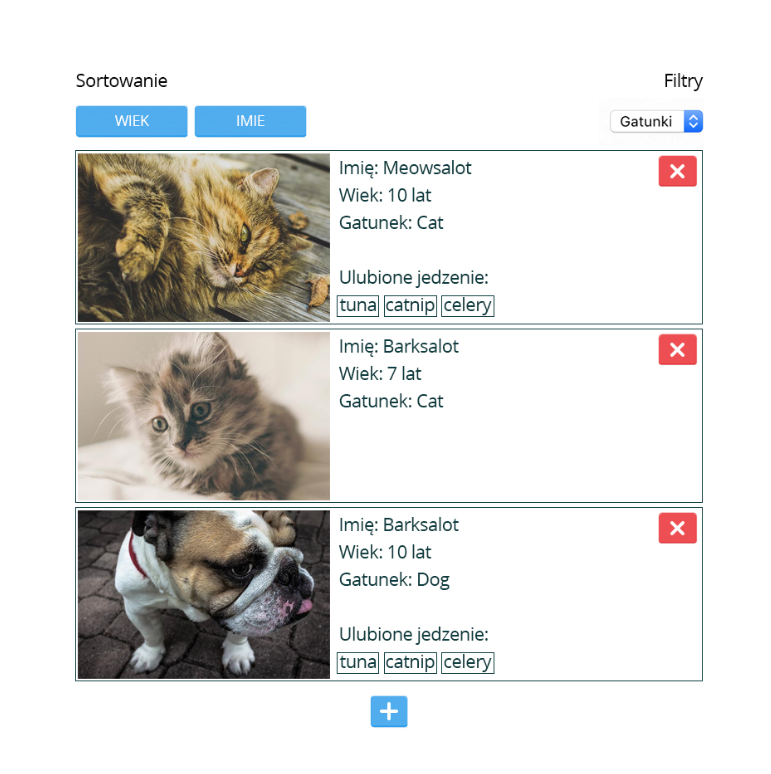 Sortowanie
Filtry
WIEK
IMIE
Gatunki
Imię: Meowsalot
Wiek: 10 lat
Gatunek: Cat
Ulubione jedzenie:
tuna catnip celery
Imię: Barksalot
Wiek: 7 lat
Gatunek: Cat
Imię: Barksalot
Wiek: 10 lat
Gatunek: Dog
Ulubione jedzenie:
tuna catnip celery